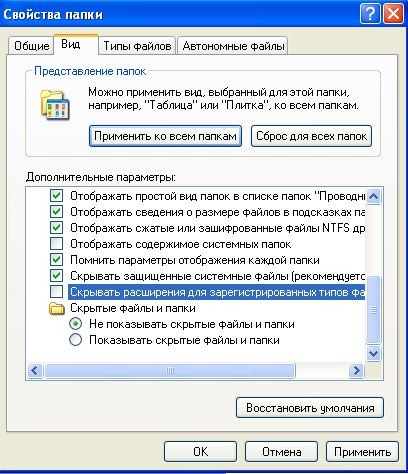 Свойства папки
Общие Вид Типы файлов Автономные файлы
Представление папок
Можно применить вид, выбранный для этой папки,
например, "Таблица" или "Плитка", ко всем папкам.
Применить ко всем папкам Сброс для всех папок
Дополнительные параметры:
Отображать простой вид папок в списке папок "Проводн
Отображать сведения о размере файлов в подсказках па
Отображать сжатые или зашифрованные файлы NTFS др
Отображать содержимое системных папок
Помнить параметры отображения каждой папки
Скрывать защищенные системные файлы (рекомендуетс
Скрывать расширения для зарегистрированных типов фа
Скрытые файлы и папки
Не показывать скрытые файлы и папки
Показывать скрытые файлы и папки
Восстановить умолчания
OK Отмена Применить